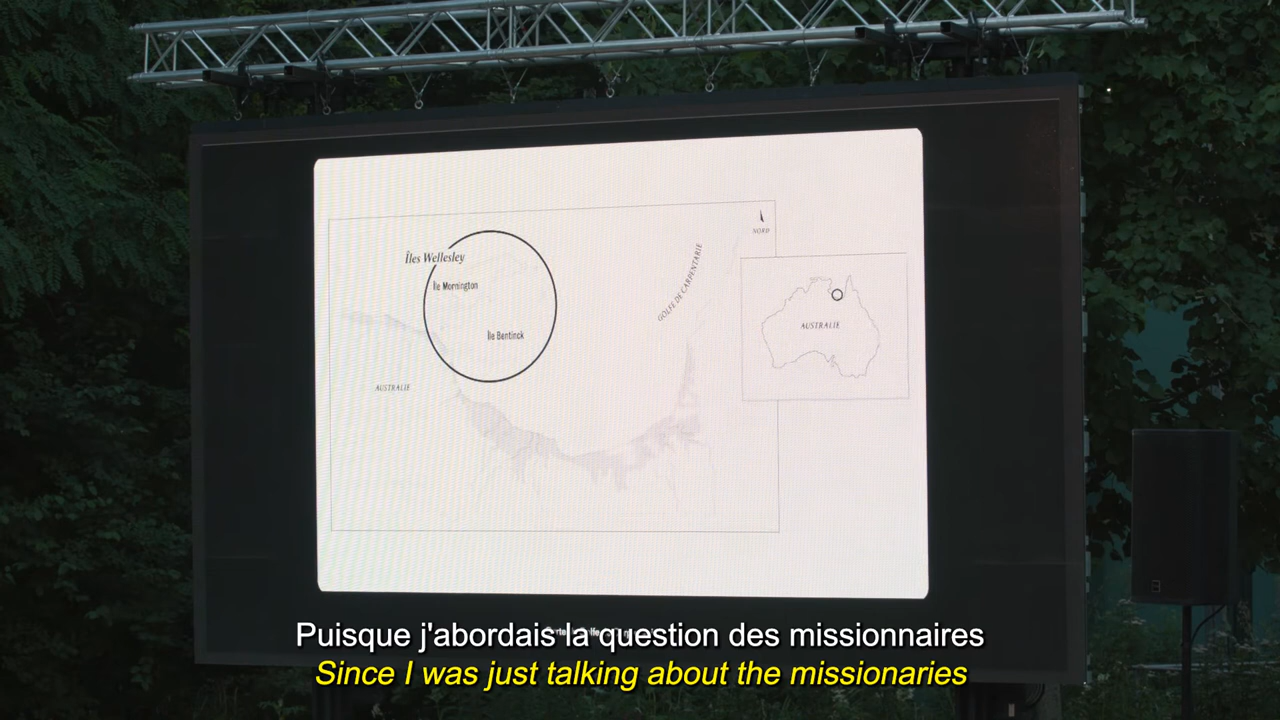 NORD
Îles Wellesley
Île Mornington
GOLFE DE CARPENTARIE
Île Bentinck
AUSTRALIE
AUSTRALIE
Puisque j'abordais la question des missionnaires
Since I was just talking about the missionaries